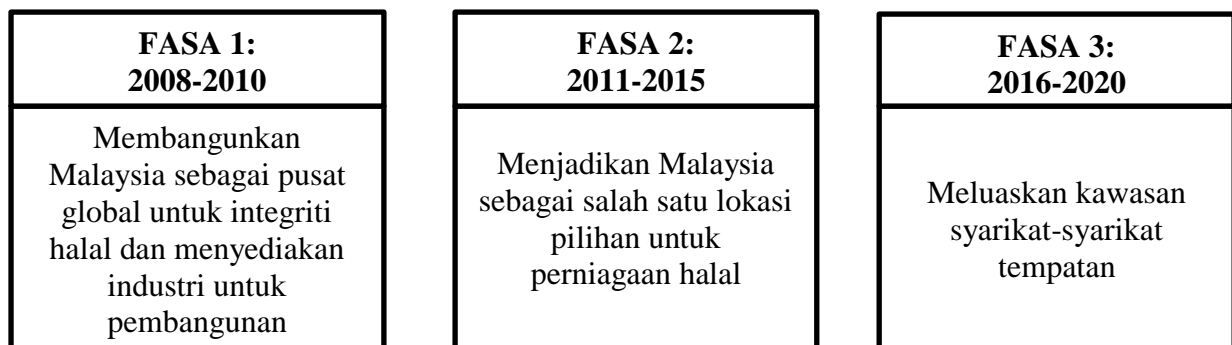 FASA 1:
2008-2010
Membangunkan
Malaysia sebagai pusat
global untuk integriti
halal dan menyediakan
industri untuk
pembangunan
FASA 2:
2011-2015
Menjadikan Malaysia
sebagai salah satu lokasi
pilihan untuk
perniagaan halal
FASA 3:
2016-2020
Meluaskan kawasan
syarikat-syarikat
tempatan